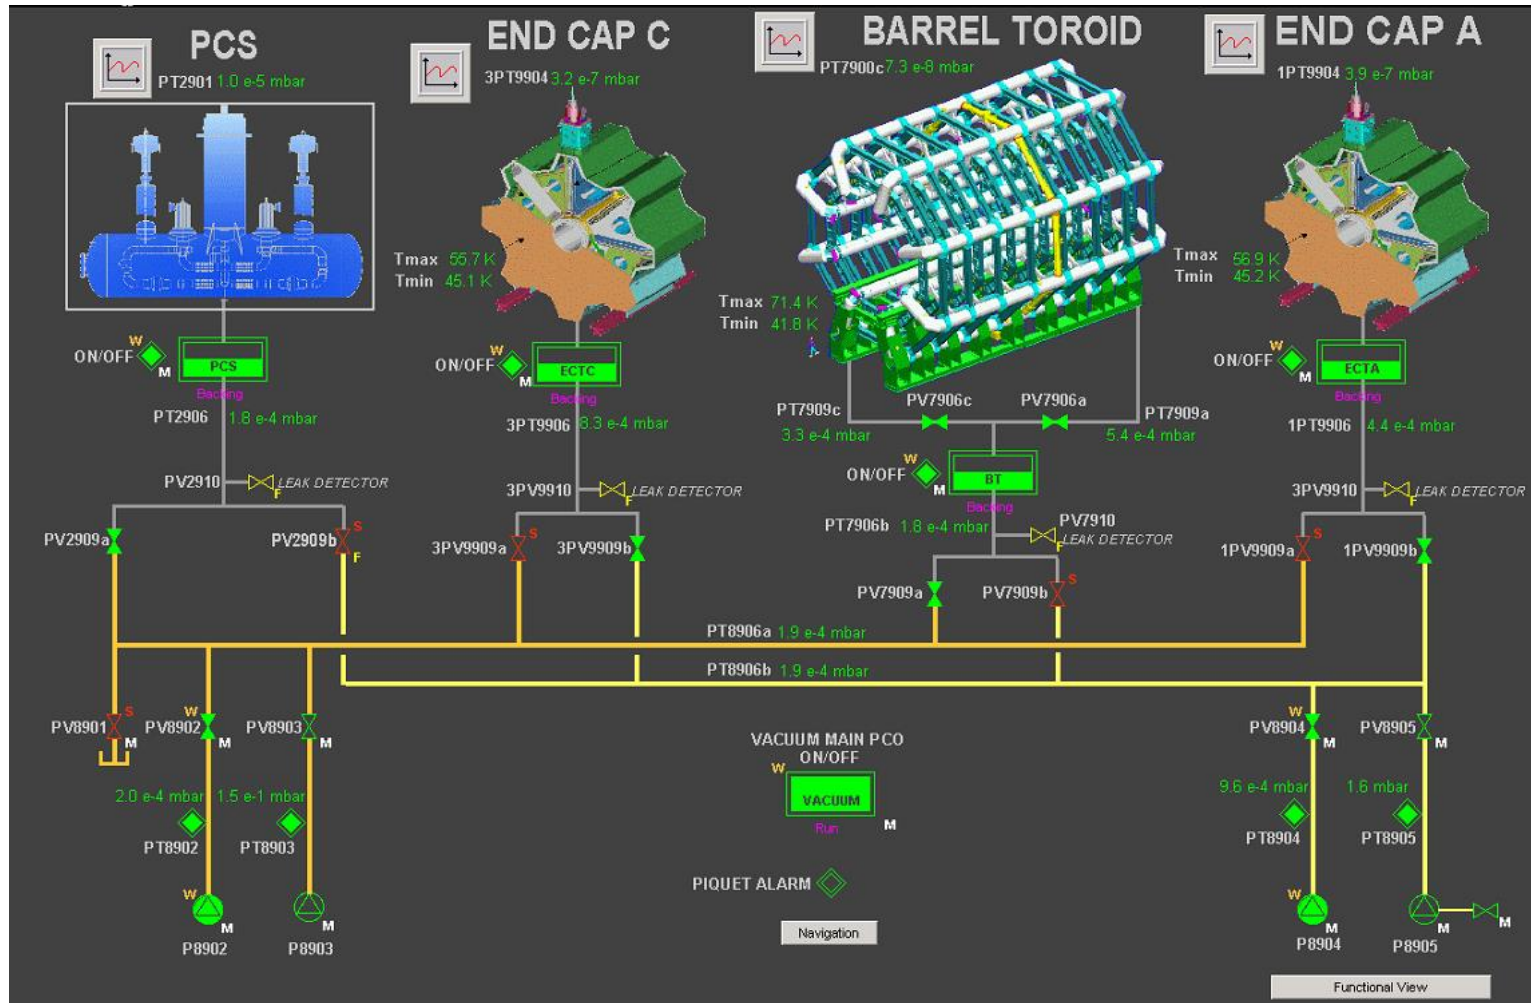 PCS
END CAP C
BARREL TOROID
END CAP A
PT2901 1.0 e-5 mbar
3PT9904 3.2 e-7 mbar
PT7900c 7.3 e-8 mbar
1PT9904 3.9 e-7 mbar
Tmax 55.7 K
Tmin 45.1 K
Tmax 71.4 K
Tmin 41.8 K
Tmax 56.9 K
Tmin 45.2 K
ON/OFF W M PCS
Backing
ON/OFF W M ECTC
Backing
ON/OFF W M ECTA
Backing
PT2906 1.8 e-4 mbar
3PT9906 8.3 e-4 mbar
PT7909c
3.3 e-4 mbar
PV7906c
PV7906a
PT7909a
5.4 e-4 mbar
1PT9906 4.4 e-4 mbar
ON/OFF W M BT
Backing
PV2910 F LEAK DETECTOR
3PV9910 F LEAK DETECTOR
PT7906b 1.8 e-4 mbar
PV7910
F LEAK DETECTOR
3PV9910 F LEAK DETECTOR
PV2909a
PV2909b S F
3PV9909a S
3PV9909b
PV7909a
PV7909b S
1PV9909a S
1PV9909b
PT8906a 1.9 e-4 mbar
PT8906b 1.9 e-4 mbar
PV8901 S M
PV8902 W M
PV8903 M
PV8904 W M
PV8905 M
VACUUM MAIN PCO
ON/OFF
W
VACUUM
Run M
2.0 e-4 mbar
PT8902
1.5 e-1 mbar
PT8903
9.6 e-4 mbar
PT8904
1.6 mbar
PT8905
PIQUET ALARM
W M
P8902
M
P8903
W M
P8904
M M
P8905
Navigation
Functional View